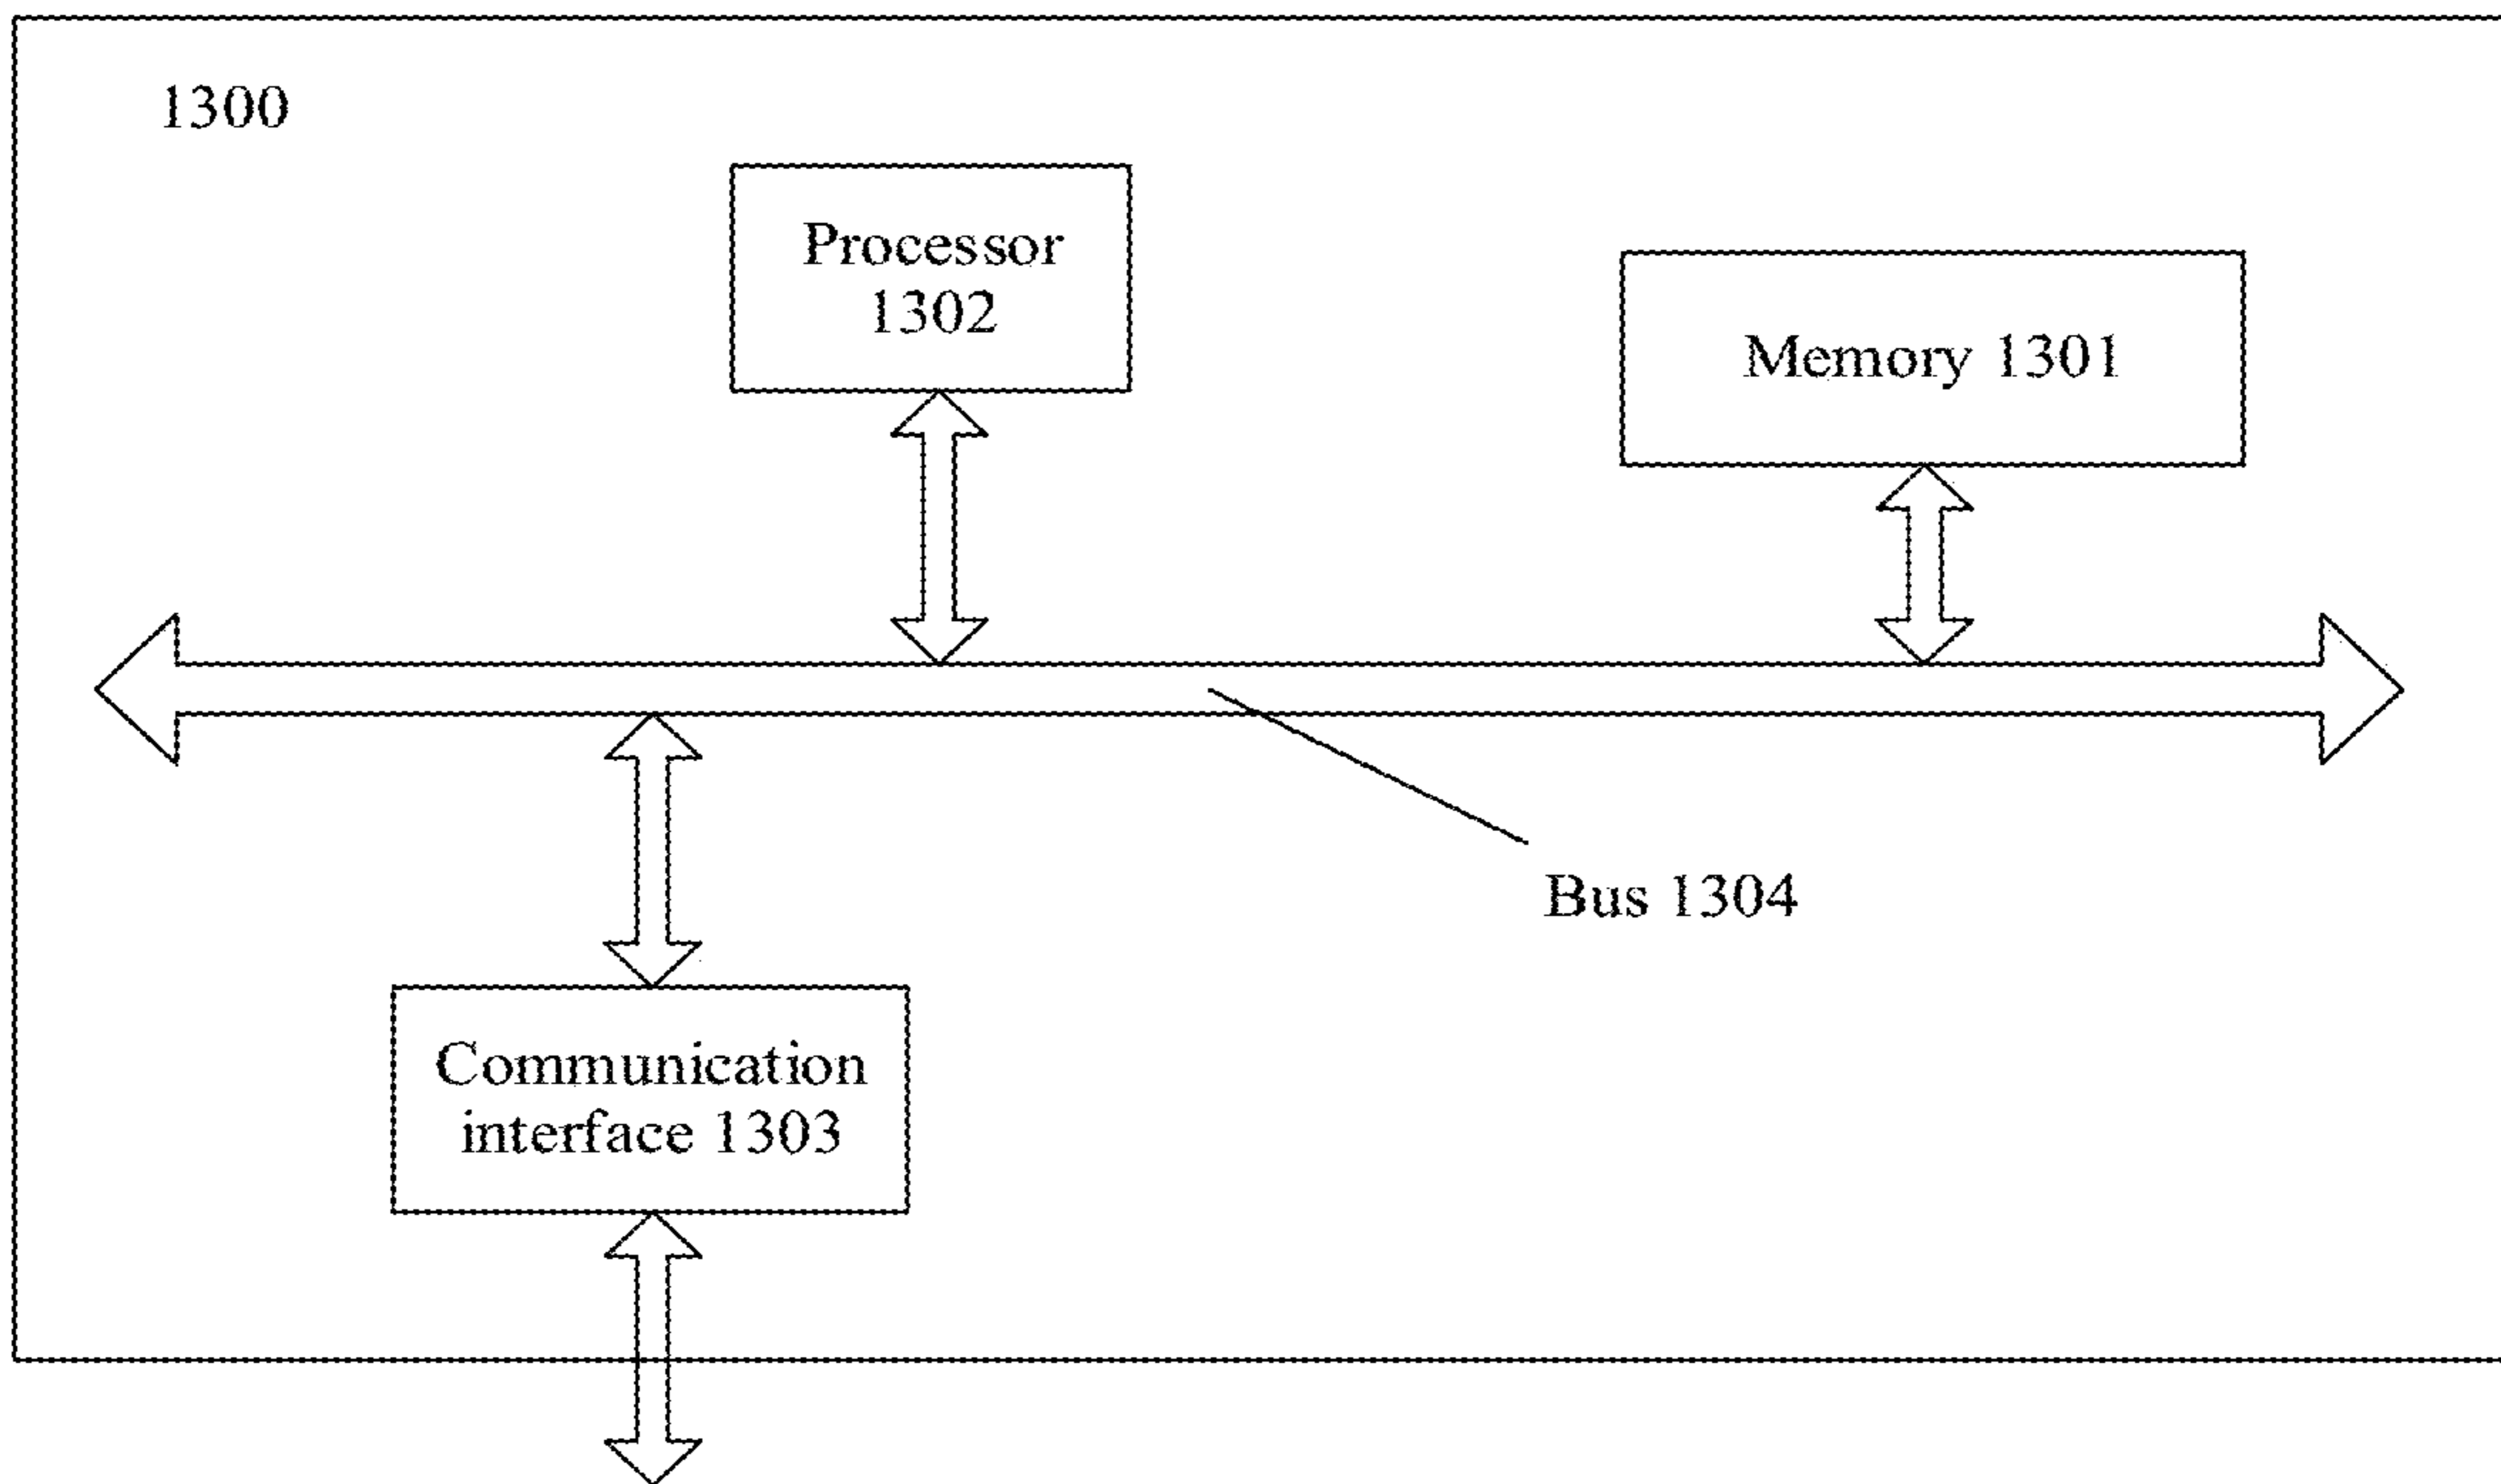 1300
Processor
1302
Memory 1301
Bus 1304
Communication
interface 1303